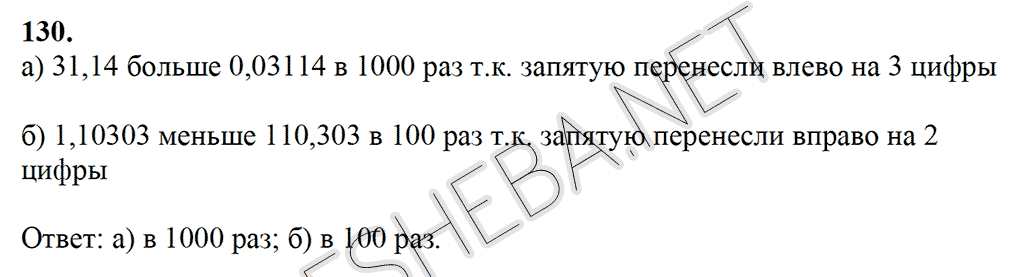 130.
а) 31,14 больше 0,03114 в 1000 раз т.к. запятую перенесли влево на 3 цифры
б) 1,10303 меньше 110,303 в 100 раз т.к. запятую перенесли вправо на 2
цифры
Ответ: а) в 1000 раз; б) в 100 раз.
ESHEBA.NET